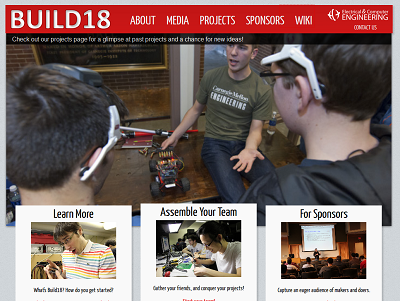 BUILD18
ABOUT MEDIA PROJECTS SPONSORS WIKI
Electrical & Computer
ENGINEERING
CONTACT US
Check out our projects page for a glimpse at past projects and a chance for new ideas!
Carnegie Mellon
ENGINEERING
Learn More
Assemble Your Team
For Sponsors
What's Build18? How do you get started?
Gather your friends, and conquer your projects!
Capture an eager audience of makers and doers.